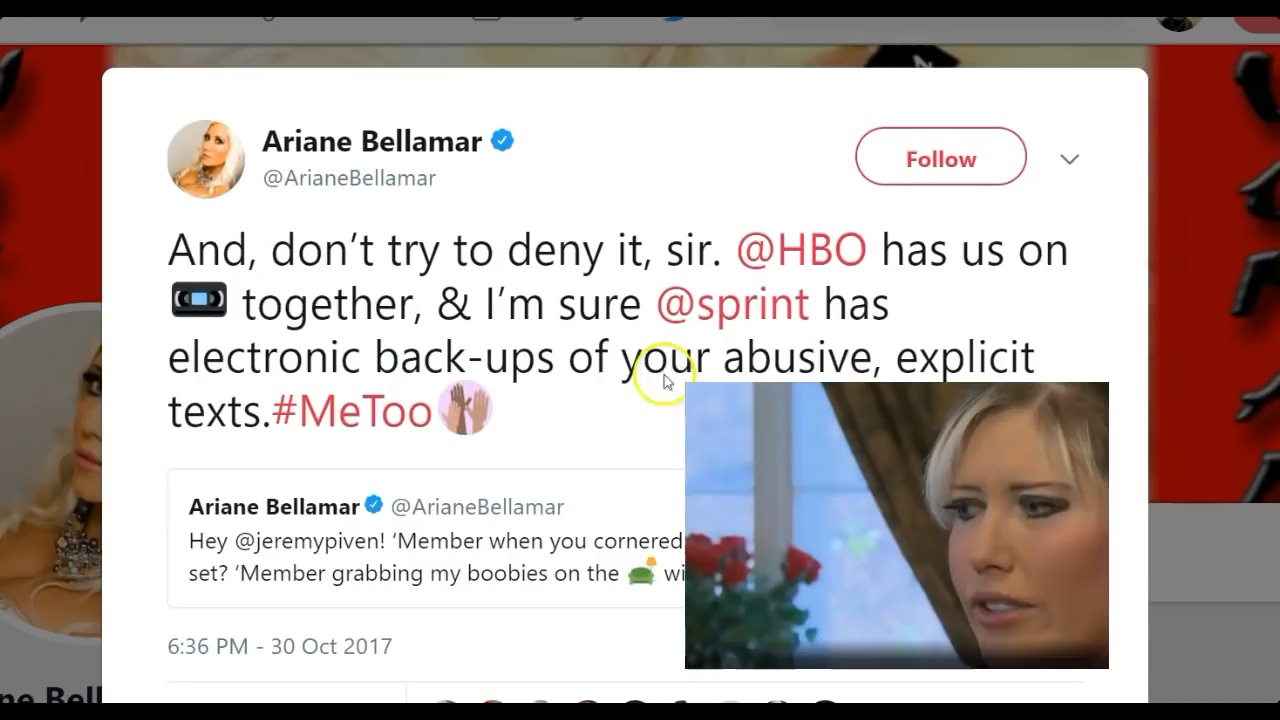 Ariane Bellamar
@ArianeBellamar
Follow
And, don’t try to deny it, sir. @HBO has us on
together, & I’m sure @sprint has
electronic back-ups of your abusive, explicit
texts.#MeToo
Ariane Bellamar @ArianeBellamar
Hey @jeremypiven! ‘Member when you cornered
set? ‘Member grabbing my boobies on the
6:36 PM - 30 Oct 2017
ne Bell